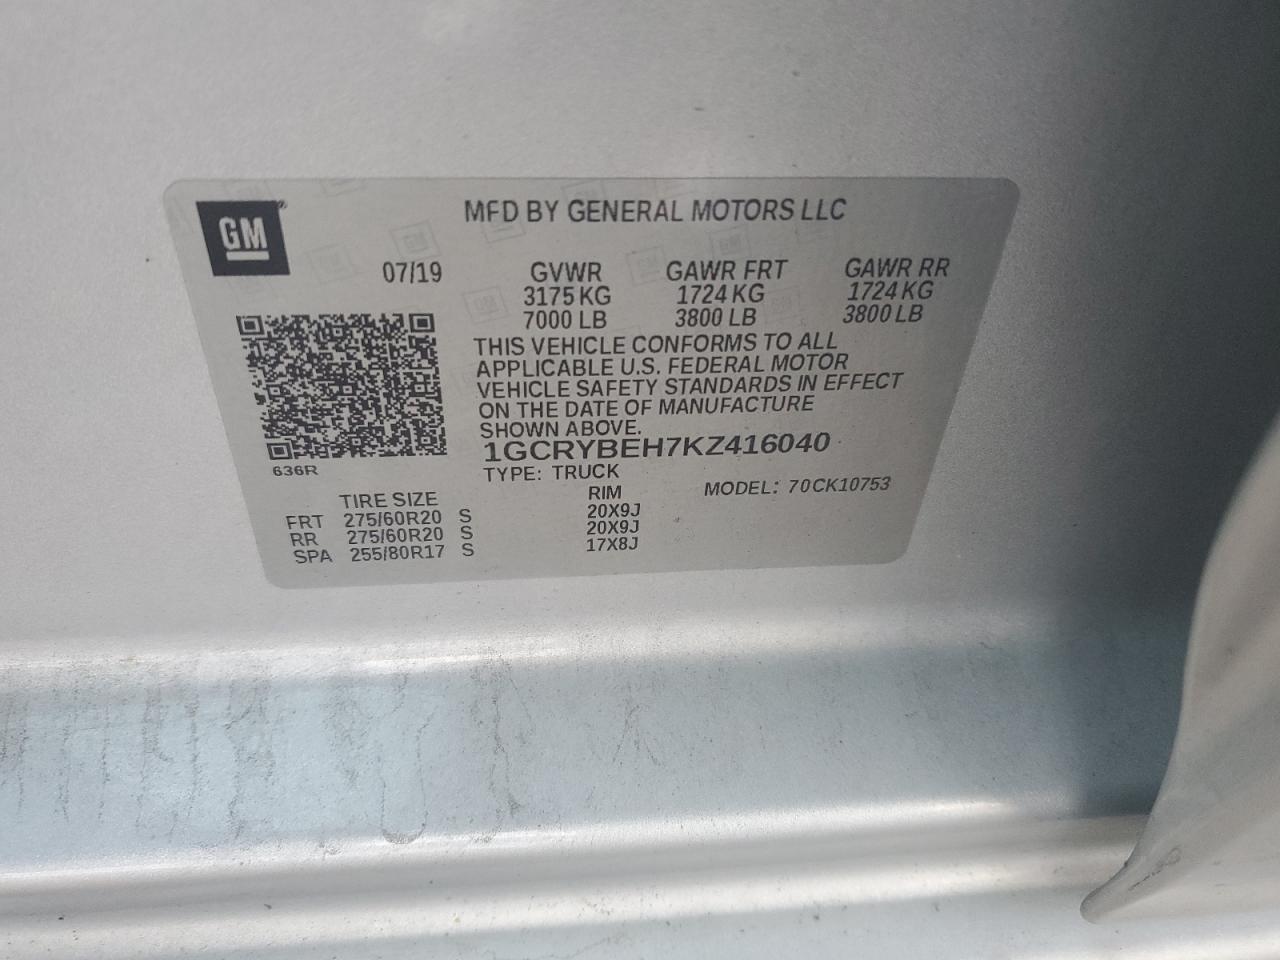 GM
MFD BY GENERAL MOTORS LLC
07/19 GVWR GAWR FRT GAWR RR
3175 KG 1724 KG 1724 KG
7000 LB 3800 LB 3800 LB
THIS VEHICLE CONFORMS TO ALL
APPLICABLE U.S. FEDERAL MOTOR
VEHICLE SAFETY STANDARDS IN EFFECT
ON THE DATE OF MANUFACTURE
SHOWN ABOVE.
1GCRYBEH7KZ416040
636R
TYPE: TRUCK
MODEL: 70CK10753
TIRE SIZE RIM
FRT 275/60R20 S 20X9J
RR 275/60R20 S 20X9J
SPA 255/80R17 S 17X8J